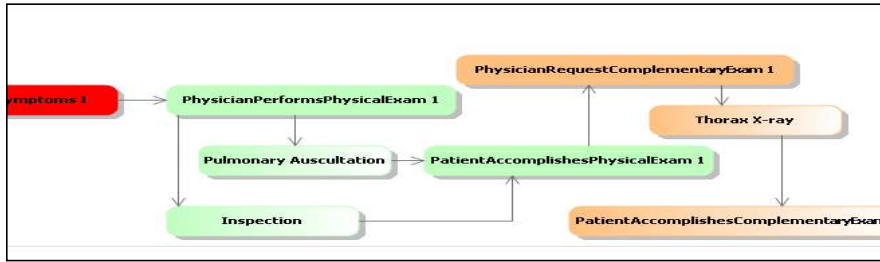 ymptoms 1
PhysicianPerformsPhysicalExam 1
Pulmonary Auscultation
Inspection
PatientAccomplishesPhysicalExam 1
PhysicianRequestComplementaryExam 1
Thorax X-ray
PatientAccomplishesComplementaryExam